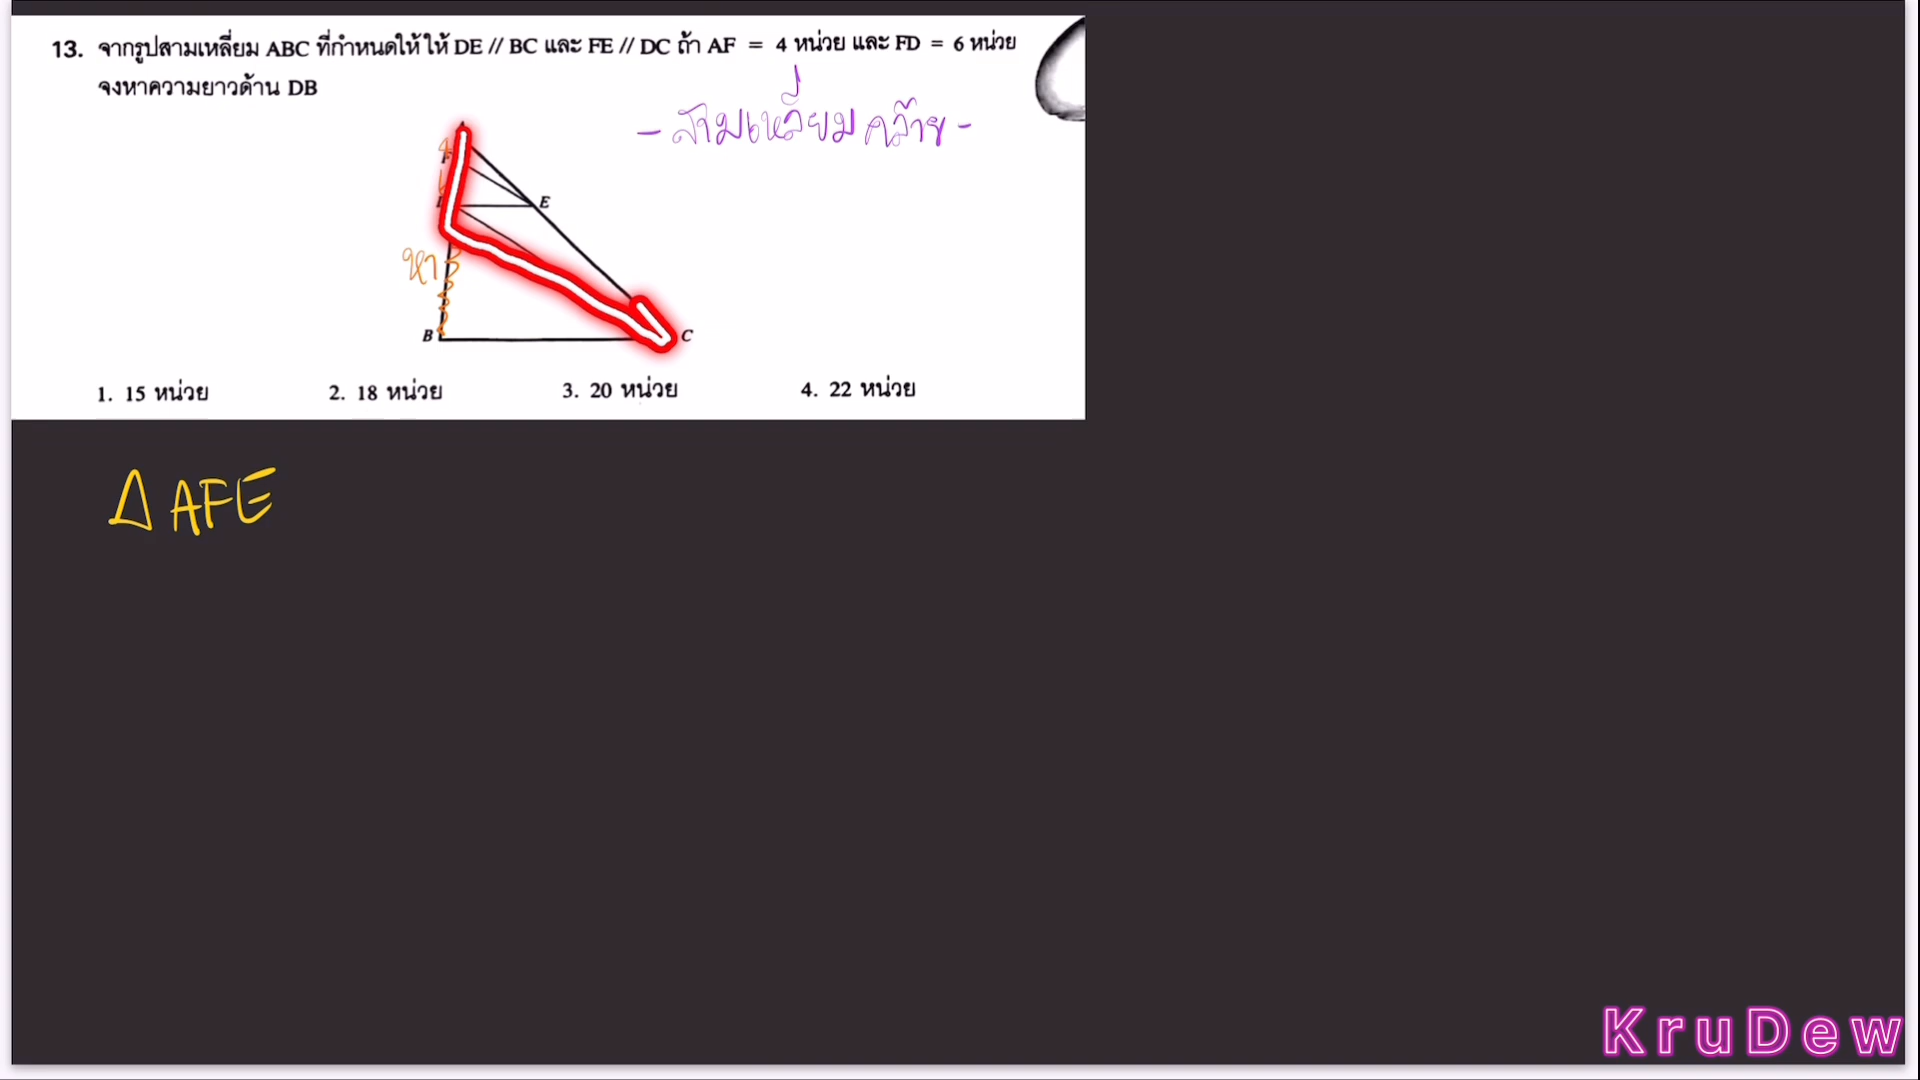 13. จากรูปสามเหลี่ยม ABC ที่กำหนดให้ ให้ DE // BC และ FE // DC ถ้า AF = 4 หน่วย และ FD = 6 หน่วย
จงหาความยาวด้าน DB
- สามเหลี่ยมคล้าย -
4
F
E
หา
B
C
1. 15 หน่วย 2. 18 หน่วย 3. 20 หน่วย 4. 22 หน่วย
Δ AFE
KruDew